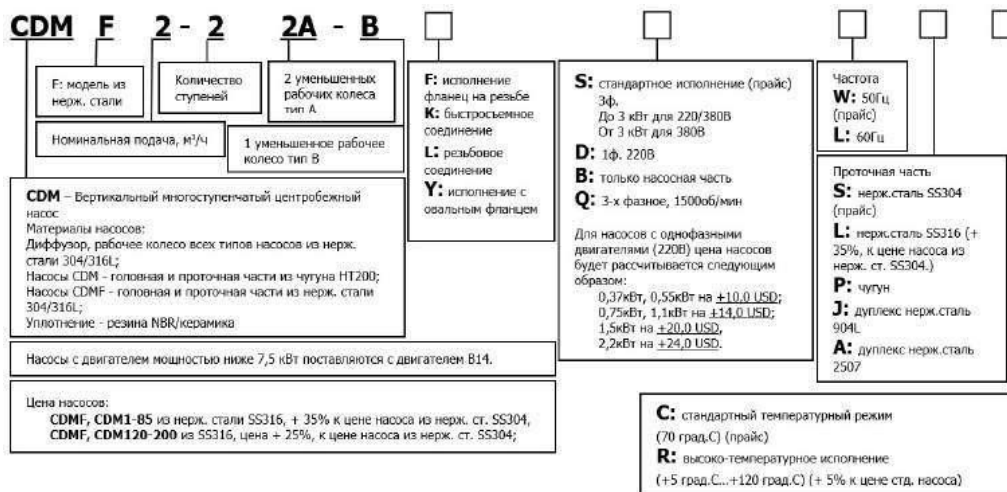 CDM F 2 - 2 2A - B
F: модель из
нерж. стали
Количество
ступеней
2 уменьшенных
рабочих колеса
тип А
Номинальная подача, м³/ч
1 уменьшенное рабочее
колесо тип В
CDM – Вертикальный многоступенчатый центробежный
насос
Материалы насосов:
Диффузор, рабочее колесо всех типов насосов из нерж.
стали 304/316L;
Насосы CDM - головная и проточная части из чугуна HT200;
Насосы CDMF - головная и проточная части из нерж. стали
304/316L;
Уплотнение - резина NBR/керамика
Насосы с двигателем мощностью ниже 7,5 кВт поставляются с двигателем В14.
Цена насосов:
CDMF, CDM1-85 из нерж. стали SS316, + 35% к цене насоса из нерж. ст. SS304,
CDMF, CDM120-200 из SS316, цена + 25%, к цене насоса из нерж. ст. SS304;
F: исполнение
фланец на резьбе
K: быстросъемное
соединение
L: резьбовое
соединение
Y: исполнение с
овальным фланцем
S: стандартное исполнение (прайс)
3ф.
До 3 кВт для 220/380В
От 3 кВт для 380В
D: 1ф. 220В
B: только насосная часть
Q: 3-х фазное, 1500об/мин
Для насосов с однофазными
двигателями (220В) цена насосов
будет рассчитывается следующим
образом:
0,37кВт, 0,55кВт на +10,0 USD;
0,75кВт, 1,1кВт на +14,0 USD;
1,5кВт на +20,0 USD,
2,2кВт на +24,0 USD.
Частота
W: 50Гц
(прайс)
L: 60Гц
Проточная часть
S: нерж.сталь SS304
(прайс)
L: нерж.сталь SS316 (+
35%, к цене насоса из
нерж. ст. SS304.)
P: чугун
J: дуплекс нерж.сталь
904L
A: дуплекс нерж.сталь
2507
C: стандартный температурный режим
(70 град.С) (прайс)
R: высоко-температурное исполнение
(+5 град.С...+120 град.С) (+ 5% к цене стд. насоса)